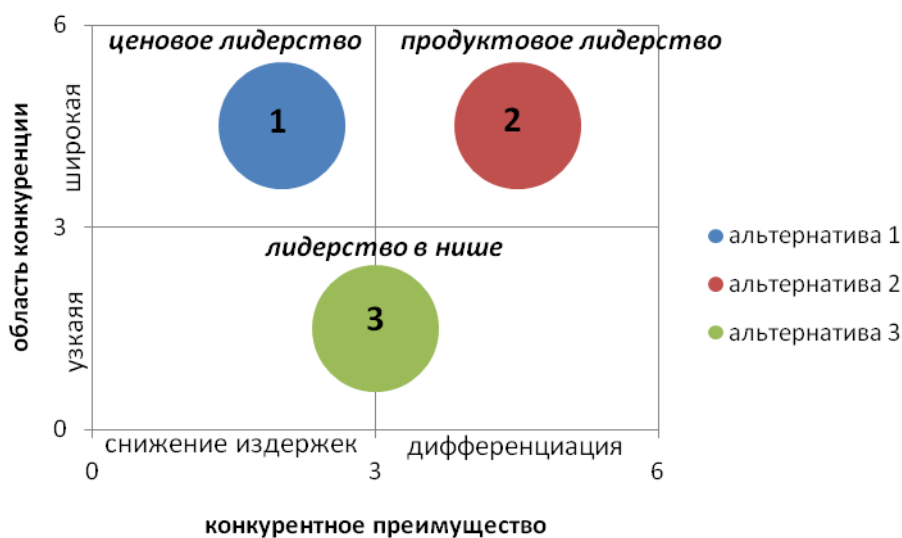 6
ценовое лидерство
продуктовое лидерство
1
2
область конкуренции
широкая
3
лидерство в нише
альтернатива 1
альтернатива 2
альтернатива 3
3
узкаяя
0
снижение издержек
дифференциация
0
3
6
конкурентное преимущество